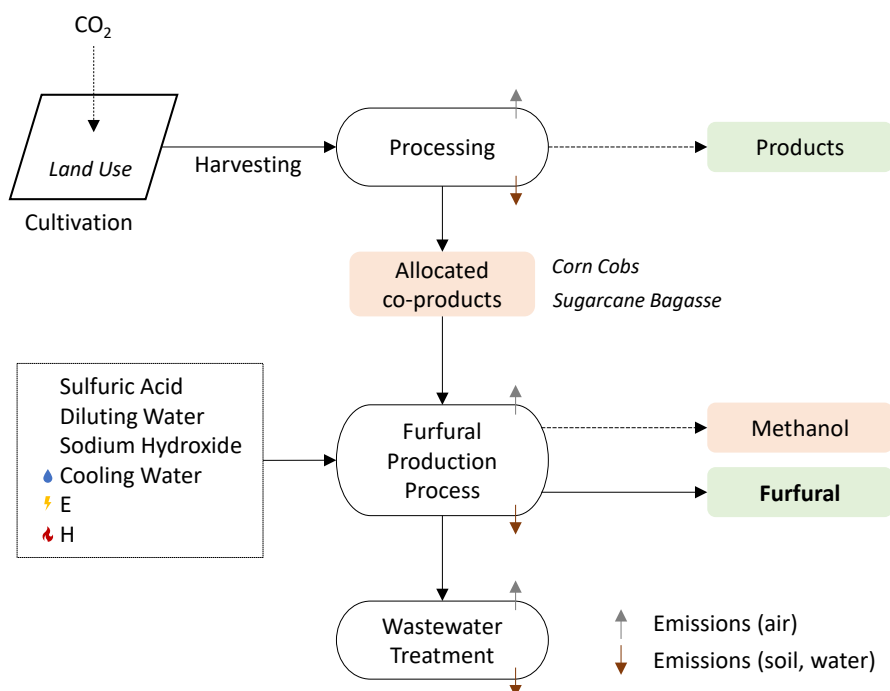 CO₂
Land Use
Cultivation
Harvesting
Processing
Products
Allocated
co-products
Corn Cobs
Sugarcane Bagasse
Sulfuric Acid
Diluting Water
Sodium Hydroxide
Cooling Water
E
H
Furfural
Production
Process
Methanol
Furfural
Wastewater
Treatment
Emissions (air)
Emissions (soil, water)